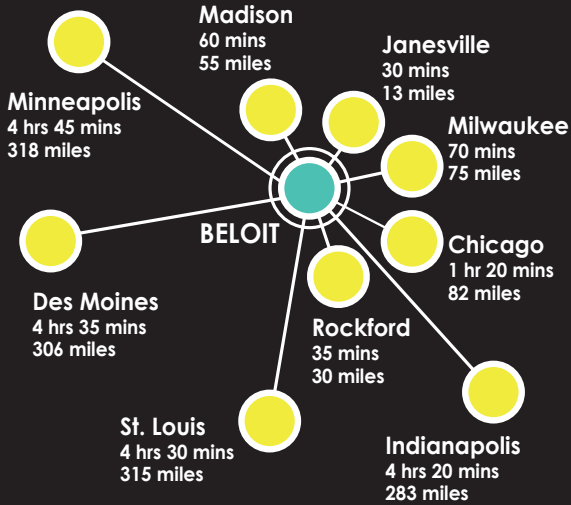 Madison
60 mins
55 miles
Janesville
30 mins
13 miles
Minneapolis
4 hrs 45 mins
318 miles
Milwaukee
70 mins
75 miles
BELOIT
Chicago
1 hr 20 mins
82 miles
Des Moines
4 hrs 35 mins
306 miles
Rockford
35 mins
30 miles
St. Louis
4 hrs 30 mins
315 miles
Indianapolis
4 hrs 20 mins
283 miles